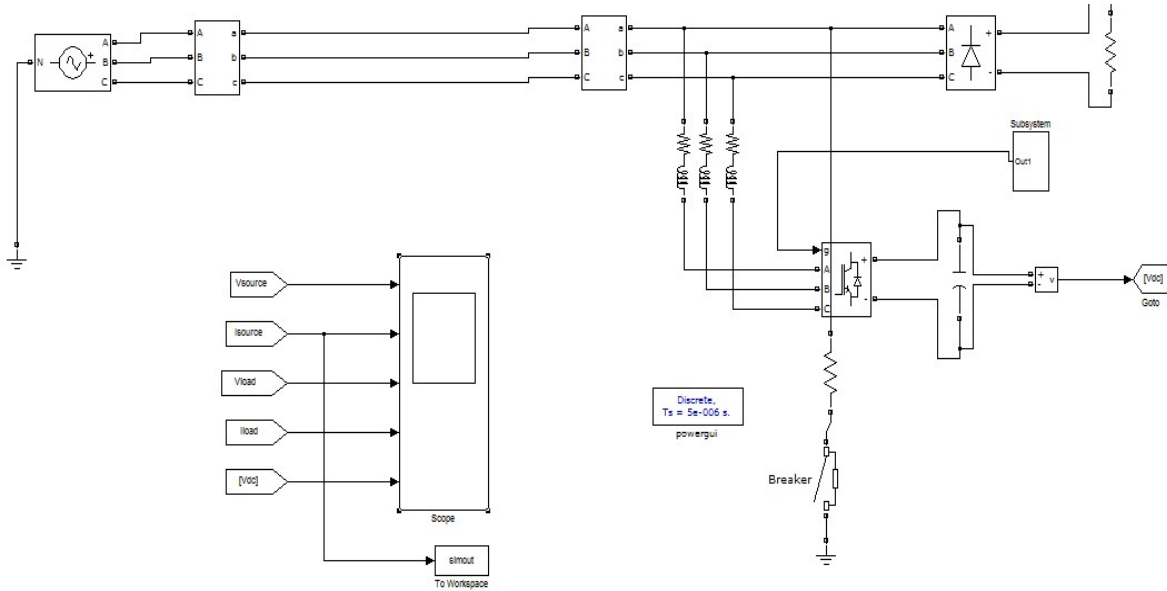 N
A
B
C
A
B
C
a
b
c
A
B
C
a
b
c
A
B
C
+
-
Subsystem
Out1
g
A
B
C
+
-
+
-
v
[Vdc]
Goto
Vsource
Isource
Vload
Iload
[Vdc]
Scope
simout
To Workspace
Discrete,
Ts = 5e-006 s.
powergui
Breaker